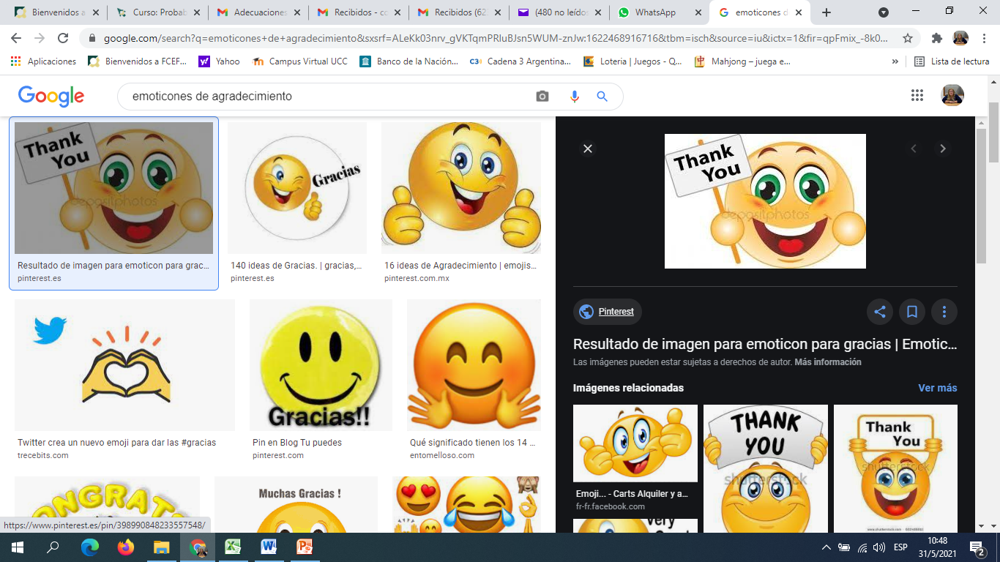 Bienvenidos a
Curso: Probab
Adecuaciones
Recibidos - co
Recibidos (62
(480 no leídos
WhatsApp
emoticones d
google.com/search?q=emoticones+de+agradecimiento&sxsrf=ALeKk03nrv_gVKTqmPRIuBJsn5WUM-znJw:1622468916716&tbm=isch&source=iu&ictx=1&fir=qpFmix_-8k0...
Aplicaciones
Bienvenidos a FCEF...
Yahoo
Campus Virtual UCC
Banco de la Nación...
Cadena 3 Argentina...
Loteria | Juegos - Q...
Mahjong – juega e...
»
Lista de lectura
Google
emoticones de agradecimiento
Thank
You
depositphotos
Resultado de imagen para emoticon para grac...
pinterest.es
Gracias
140 ideas de Gracias. | gracias,...
pinterest.es
16 ideas de Agradecimiento | emojis...
pinterest.com.mx
Twitter crea un nuevo emoji para dar las #gracias
trecebits.com
Gracias!!
Pin en Blog Tu puedes
pinterest.com
Qué significado tienen los 14 ...
entomelloso.com
Muchas Gracias !
https://www.pinterest.es/pin/398990848233557548/
Thank
You
depositphotos
Pinterest
Resultado de imagen para emoticon para gracias | Emotic...
Las imágenes pueden estar sujetas a derechos de autor. Más información
Imágenes relacionadas
Ver más
Emoji... - Carts Alquiler y a...
fr-fr.facebook.com
THANK
YOU
shutterstock
Thank
You
shutterstock
ESP
10:48
31/5/2021
2